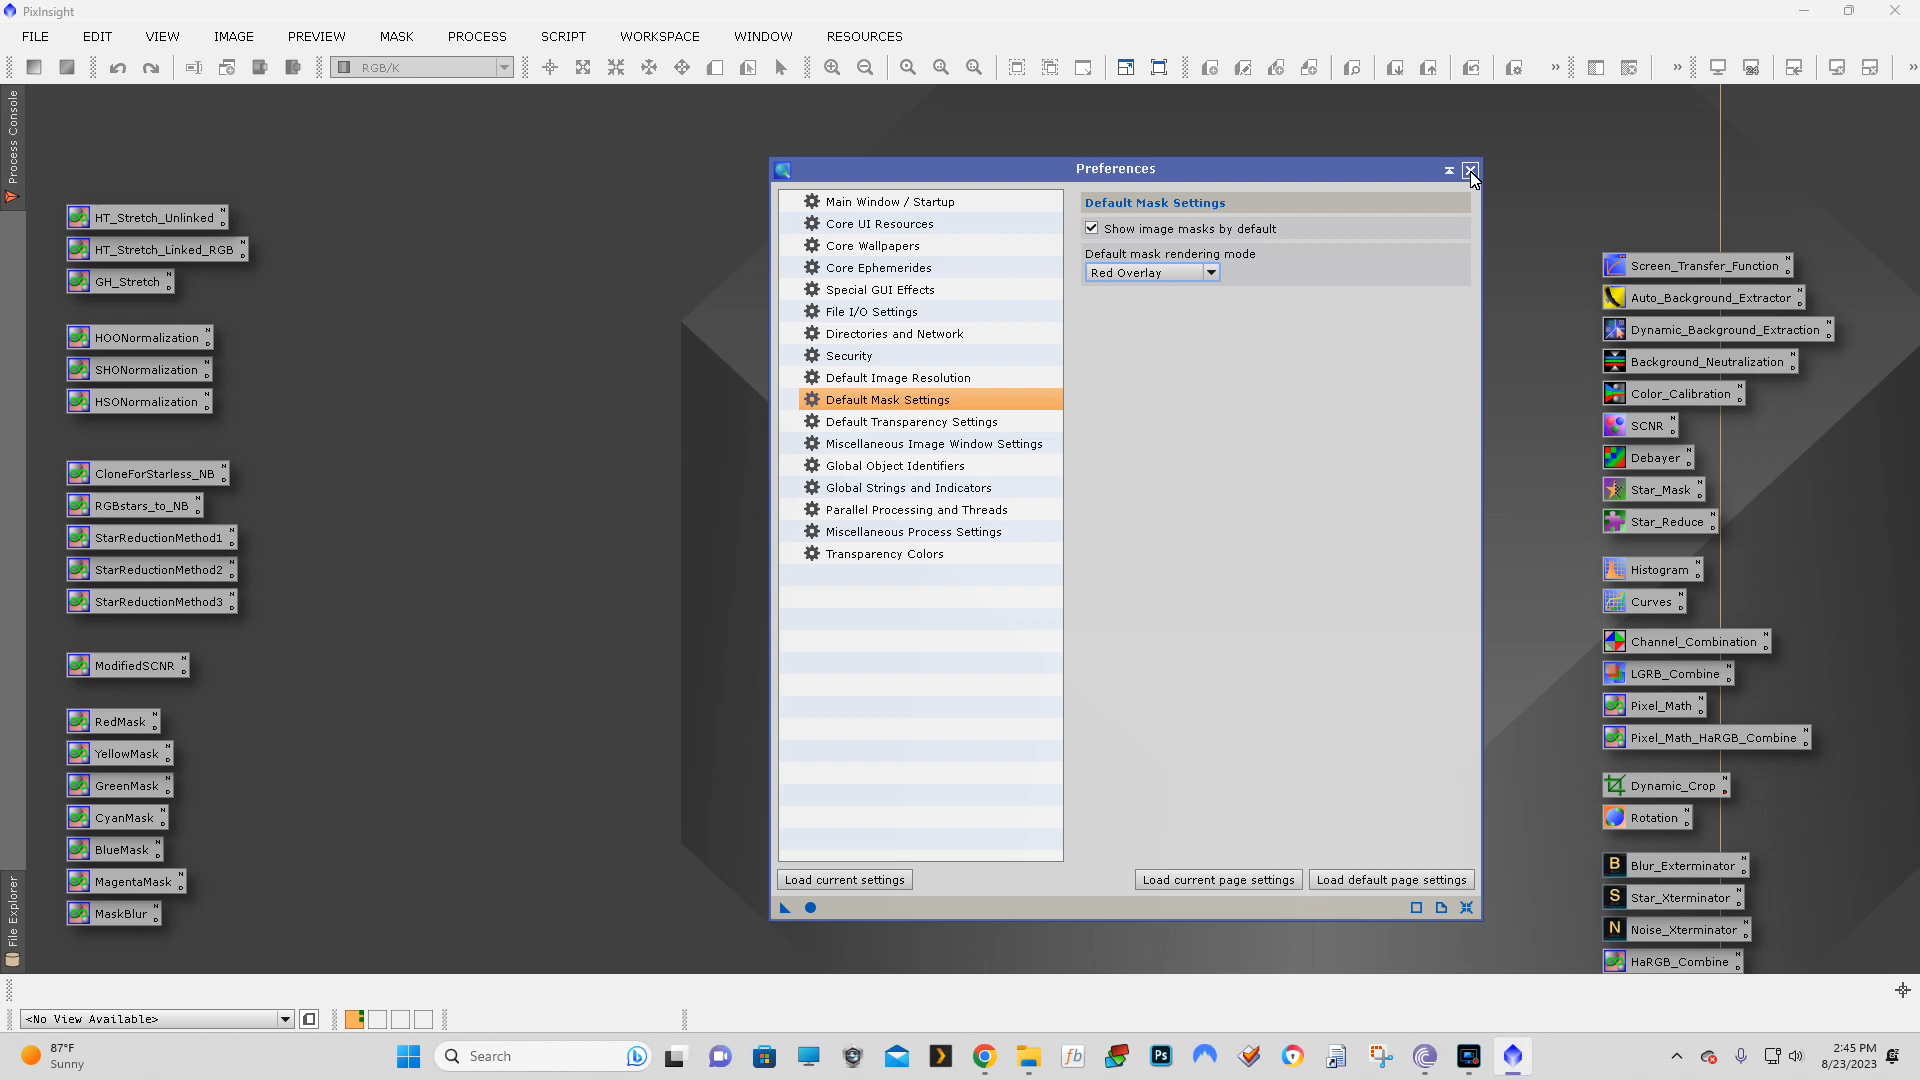 PixInsight
FILE EDIT VIEW IMAGE PREVIEW MASK PROCESS SCRIPT WORKSPACE WINDOW RESOURCES
RGB/K
24
Process Console
File Explorer
HT_Stretch_Unlinked
HT_Stretch_Linked_RGB
GH_Stretch
HOONormalization
SHONormalization
HSONormalization
CloneForStarless_NB
RGBstars_to_NB
StarReductionMethod1
StarReductionMethod2
StarReductionMethod3
ModifiedSCNR
RedMask
YellowMask
GreenMask
CyanMask
BlueMask
MagentaMask
MaskBlur
Preferences
Main Window / Startup
Core UI Resources
Core Wallpapers
Core Ephemerides
Special GUI Effects
File I/O Settings
Directories and Network
Security
Default Image Resolution
Default Mask Settings
Default Transparency Settings
Miscellaneous Image Window Settings
Global Object Identifiers
Global Strings and Indicators
Parallel Processing and Threads
Miscellaneous Process Settings
Transparency Colors
Default Mask Settings
Show image masks by default
Default mask rendering mode
Red Overlay
Load current settings
Load current page settings
Load default page settings
Screen_Transfer_Function
Auto_Background_Extractor
Dynamic_Background_Extraction
Background_Neutralization
Color_Calibration
SCNR
Debayer
Star_Mask
Star_Reduce
Histogram
Curves
Channel_Combination
LGRB_Combine
Pixel_Math
Pixel_Math_HaRGB_Combine
Dynamic_Crop
Rotation
B Blur_Exterminator
S Star_Xterminator
N Noise_Xterminator
HaRGB_Combine
<No View Available>
87°F
Sunny
Search
fb
Ps
2:45 PM
8/23/2023